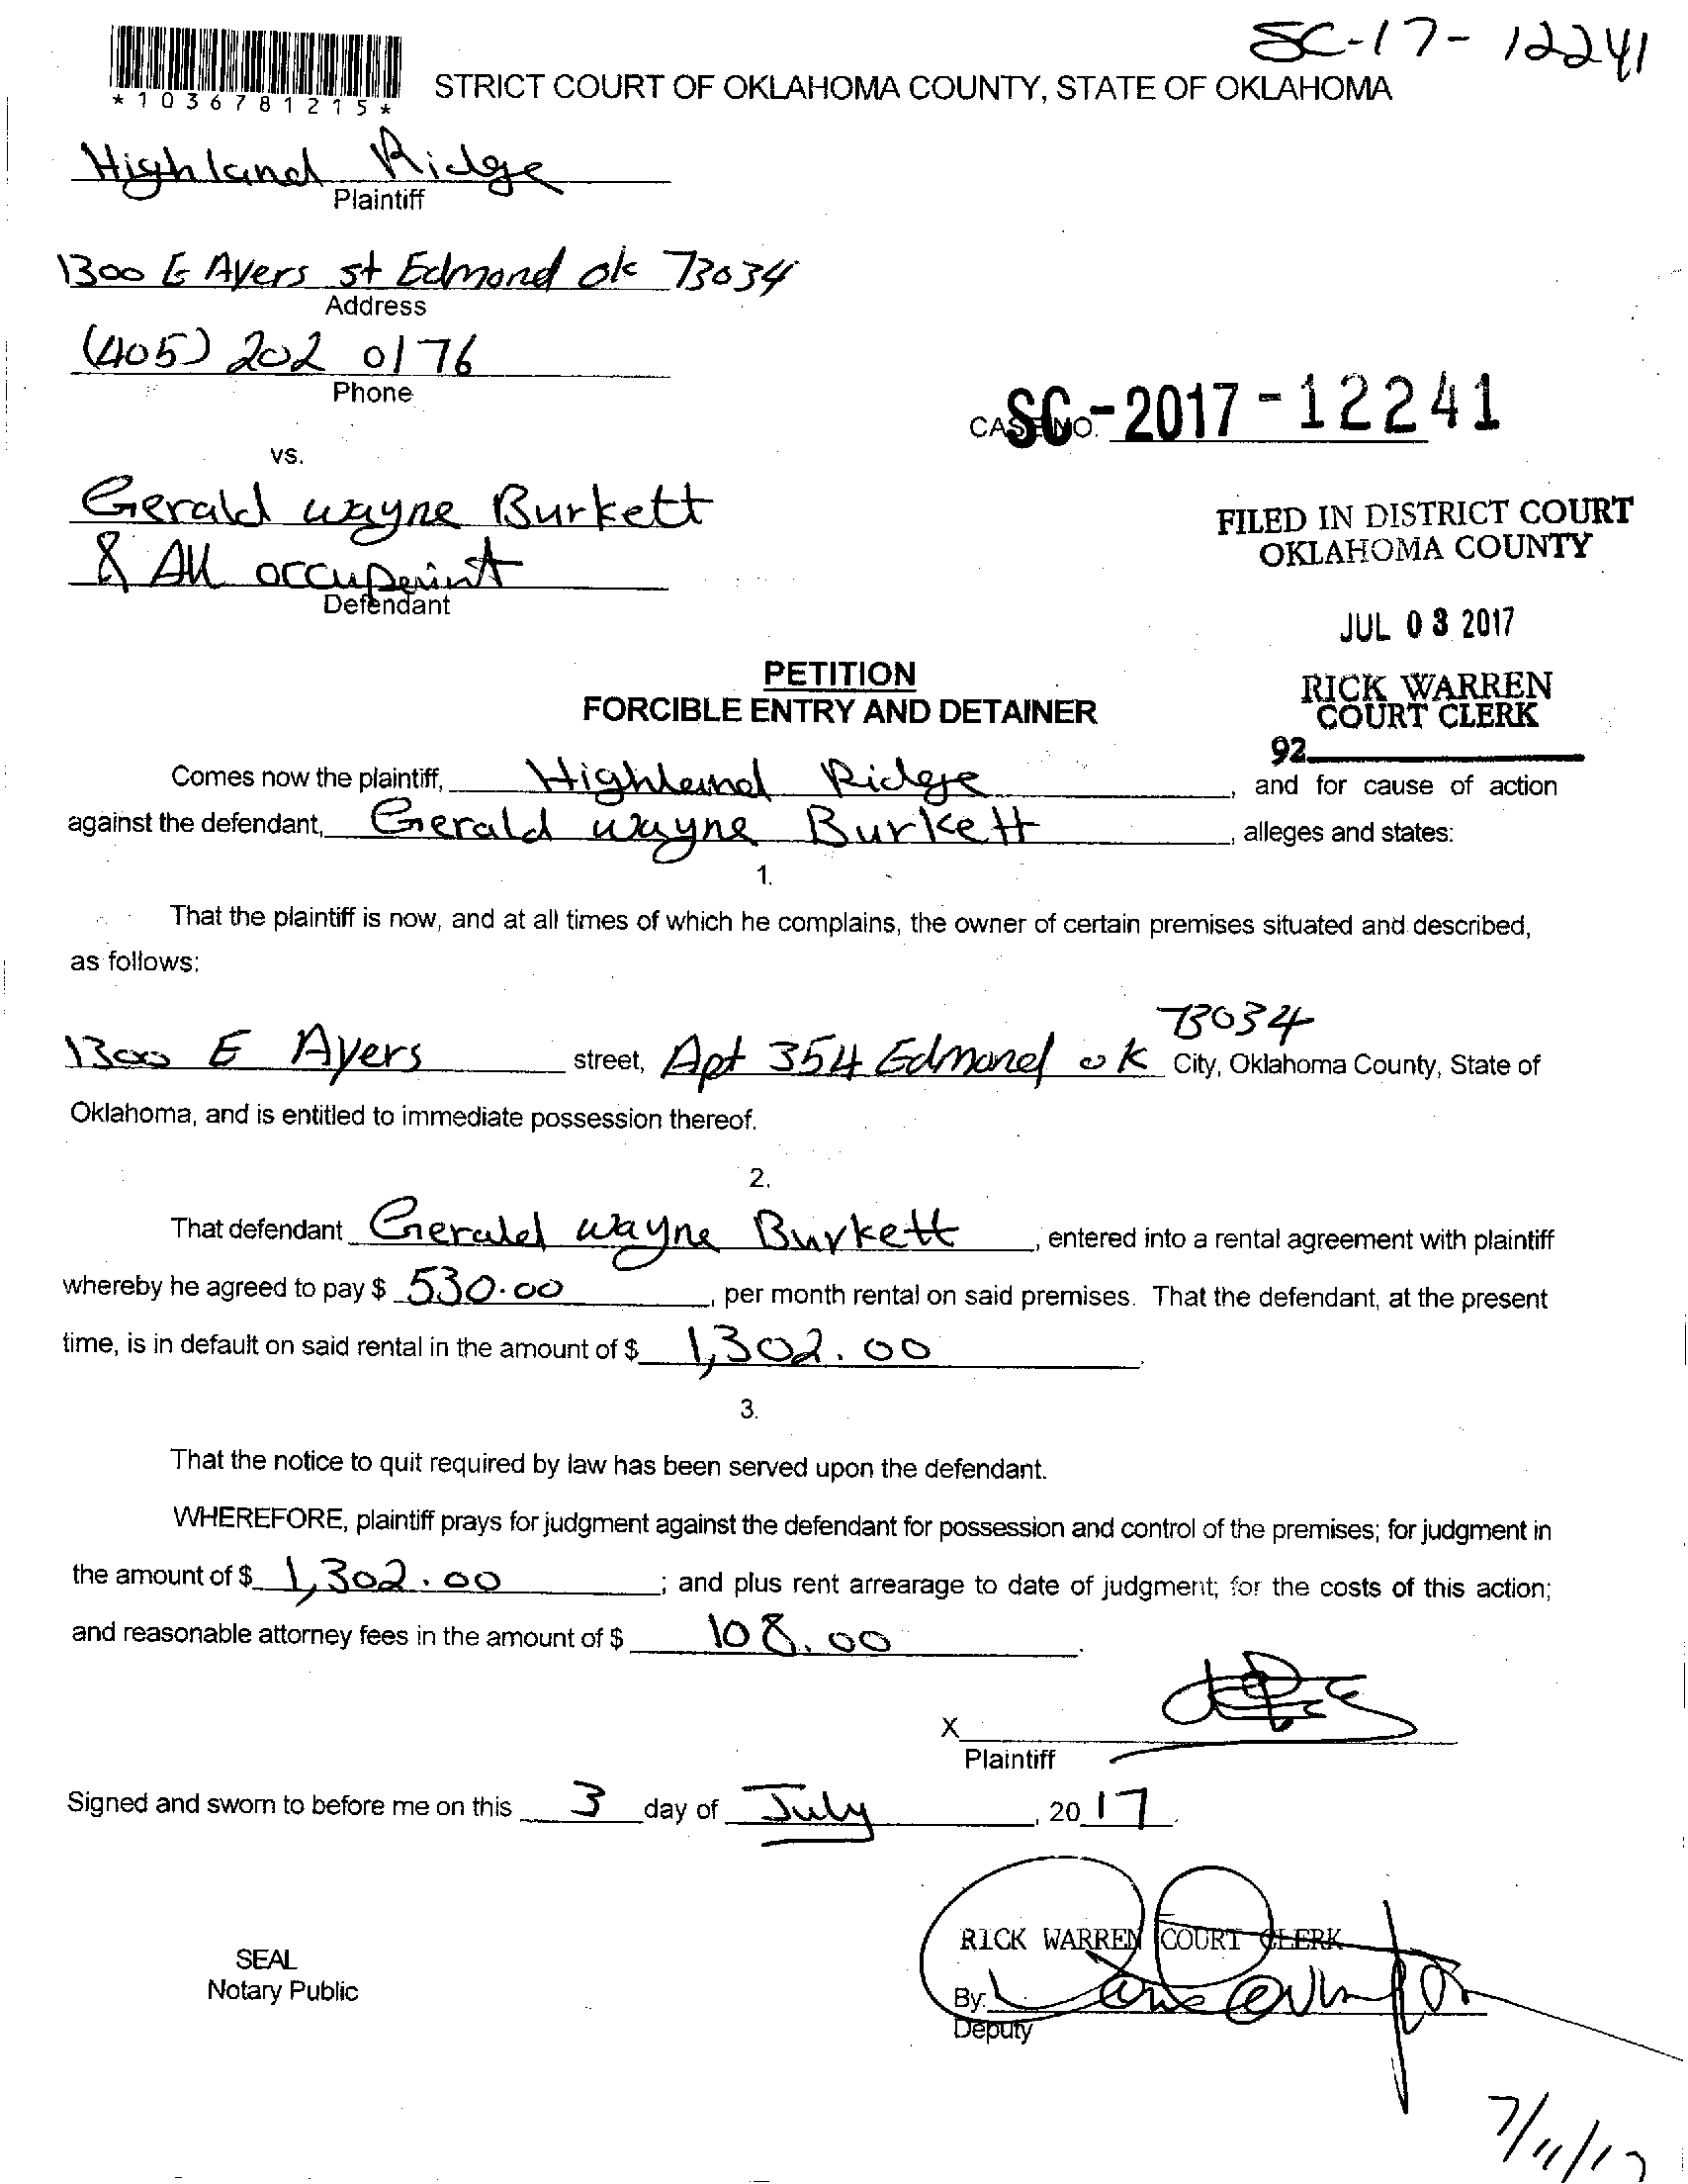 SC-17-12241
*1036781215*
STRICT COURT OF OKLAHOMA COUNTY, STATE OF OKLAHOMA
Highland Ridge
Plaintiff
1300 E Ayers st Edmond ok 73034
Address
(405) 202 0176
Phone
CASE NO. SC-2017-12241
vs.
Gerald wayne Burkett
& All
Defendant
FILED IN DISTRICT COURT
OKLAHOMA COUNTY
JUL 03 2017
RICK WARREN
COURT CLERK
92
PETITION
FORCIBLE ENTRY AND DETAINER
Comes now the plaintiff, Highland Ridge, and for cause of action
against the defendant, Gerald wayne Burkett, alleges and states:
1.
That the plaintiff is now, and at all times of which he complains, the owner of certain premises situated and described,
as follows:
73034
1300 E Ayers street, Apt 354 Edmond ok City, Oklahoma County, State of
Oklahoma, and is entitled to immediate possession thereof.
2.
That defendant Gerald wayne Burkett, entered into a rental agreement with plaintiff
whereby he agreed to pay $ 530.00, per month rental on said premises. That the defendant, at the present
time, is in default on said rental in the amount of $ 1,302.00.
3.
That the notice to quit required by law has been served upon the defendant.
WHEREFORE, plaintiff prays for judgment against the defendant for possession and control of the premises; for judgment in
the amount of $ 1,302.00; and plus rent arrearage to date of judgment; for the costs of this action;
and reasonable attorney fees in the amount of $ 108.00.
X
Plaintiff
Signed and sworn to before me on this 3 day of July, 2017.
RICK WARREN COURT CLERK
SEAL
Notary Public
By:
Deputy
7/11/17